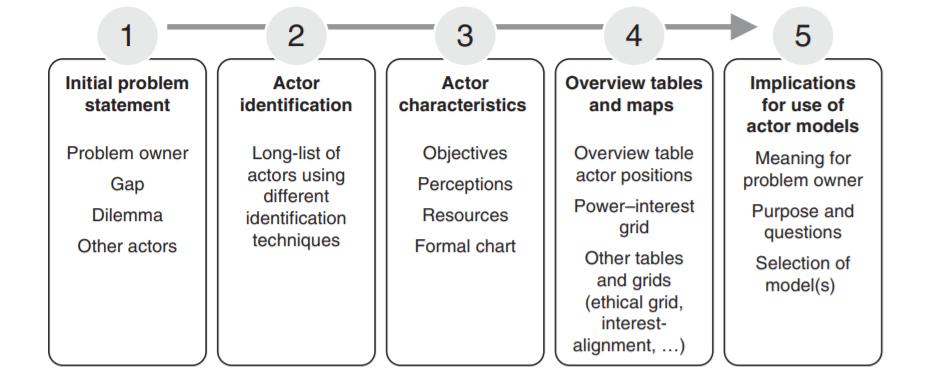 1
2
3
4
5
Initial problem
statement
Problem owner
Gap
Dilemma
Other actors
Actor
identification
Long-list of
actors using
different
identification
techniques
Actor
characteristics
Objectives
Perceptions
Resources
Formal chart
Overview tables
and maps
Overview table
actor positions
Power–interest
grid
Other tables
and grids
(ethical grid,
interest-
alignment, …)
Implications
for use of
actor models
Meaning for
problem owner
Purpose and
questions
Selection of
model(s)